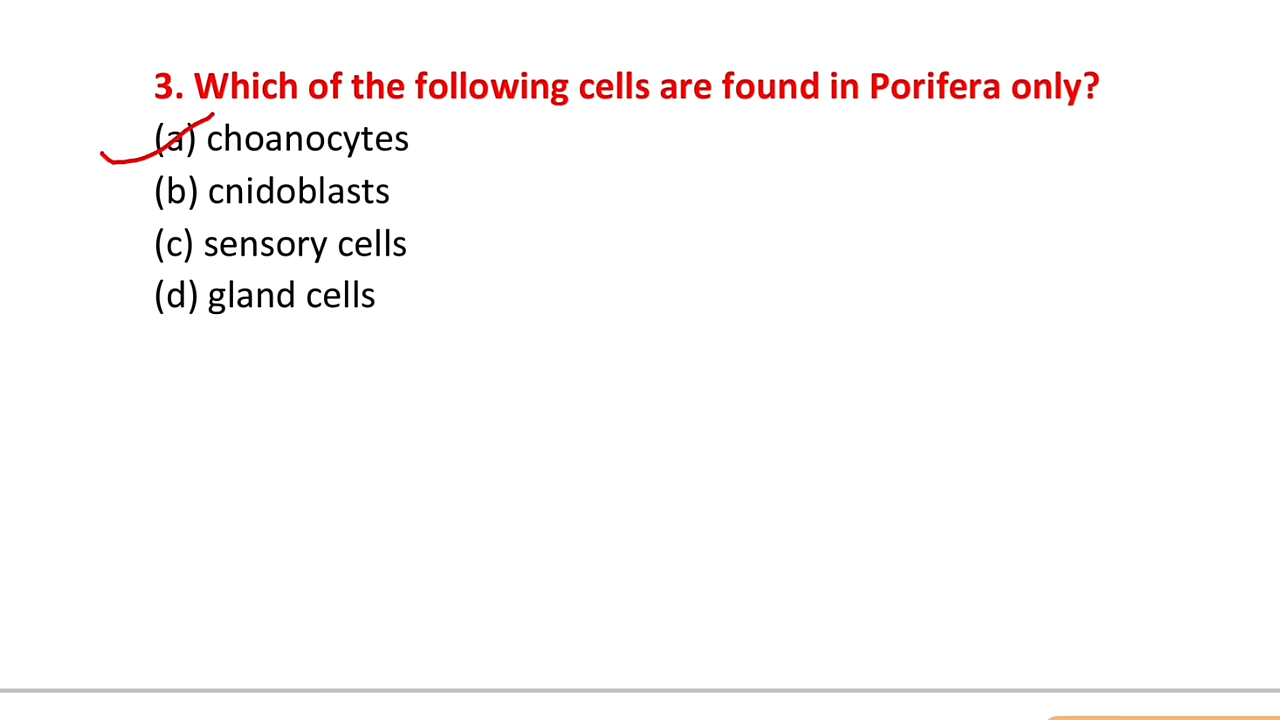 3. Which of the following cells are found in Porifera only?
(a) choanocytes
(b) cnidoblasts
(c) sensory cells
(d) gland cells